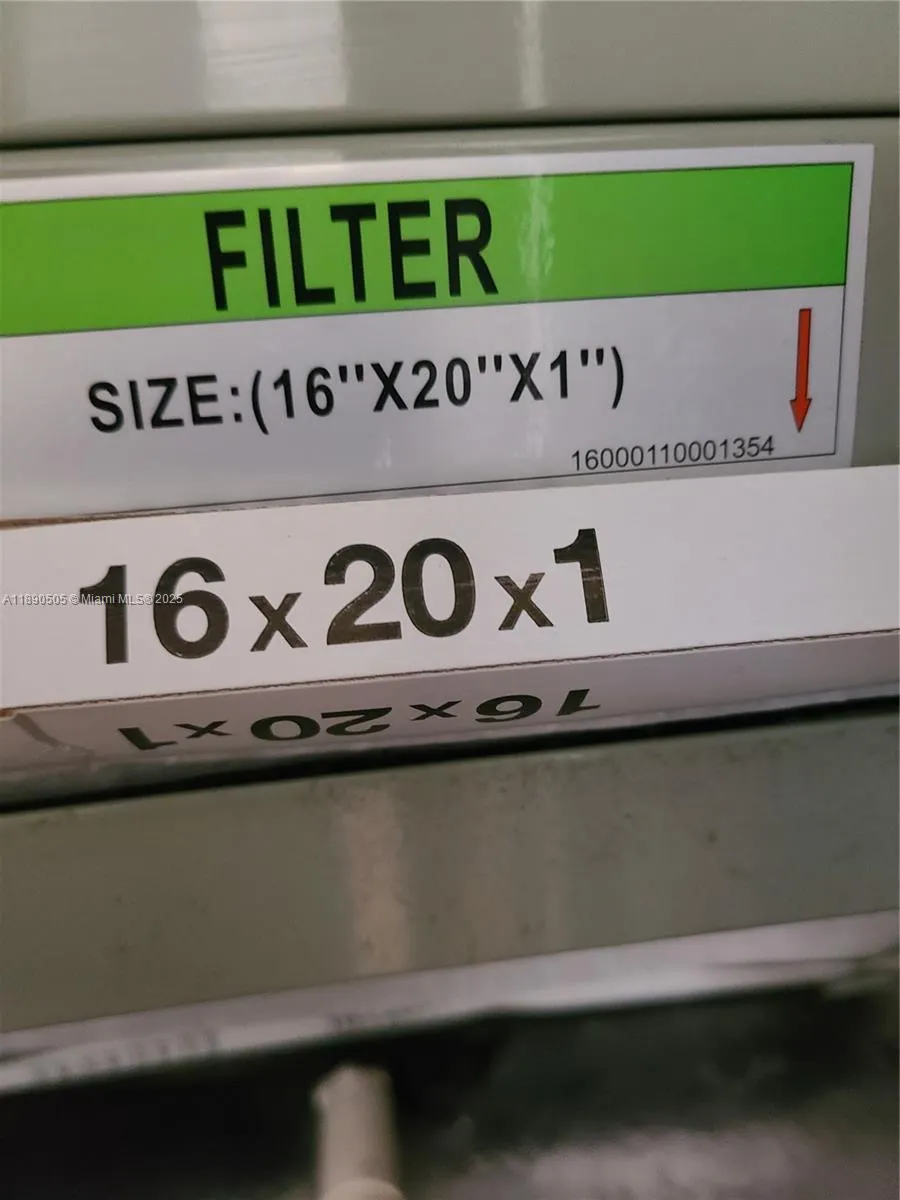 FILTER
SIZE:(16"X20"X1")
16000110001354
16x20x1
A11890505 © Miami MLS® 2025
16x20x1